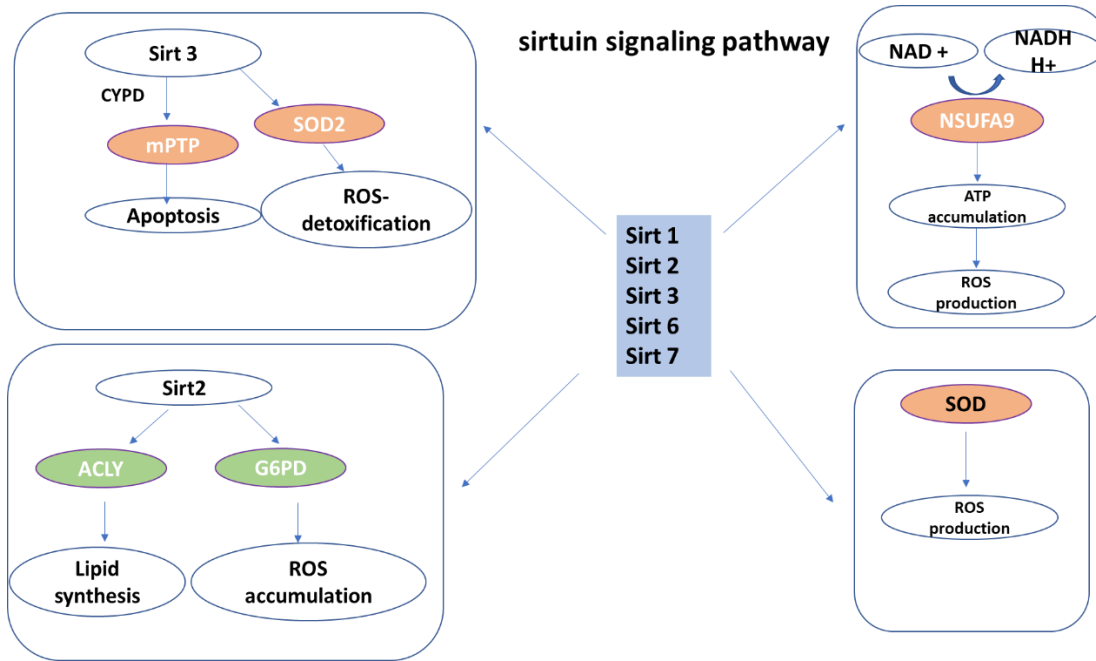 sirtuin signaling pathway
Sirt 3
CYPD
SOD2
mPTP
Apoptosis
ROS-
detoxification
NAD +
NADH
H+
NSUFA9
ATP
accumulation
ROS
production
Sirt 1
Sirt 2
Sirt 3
Sirt 6
Sirt 7
Sirt2
ACLY
G6PD
Lipid
synthesis
ROS
accumulation
SOD
ROS
production